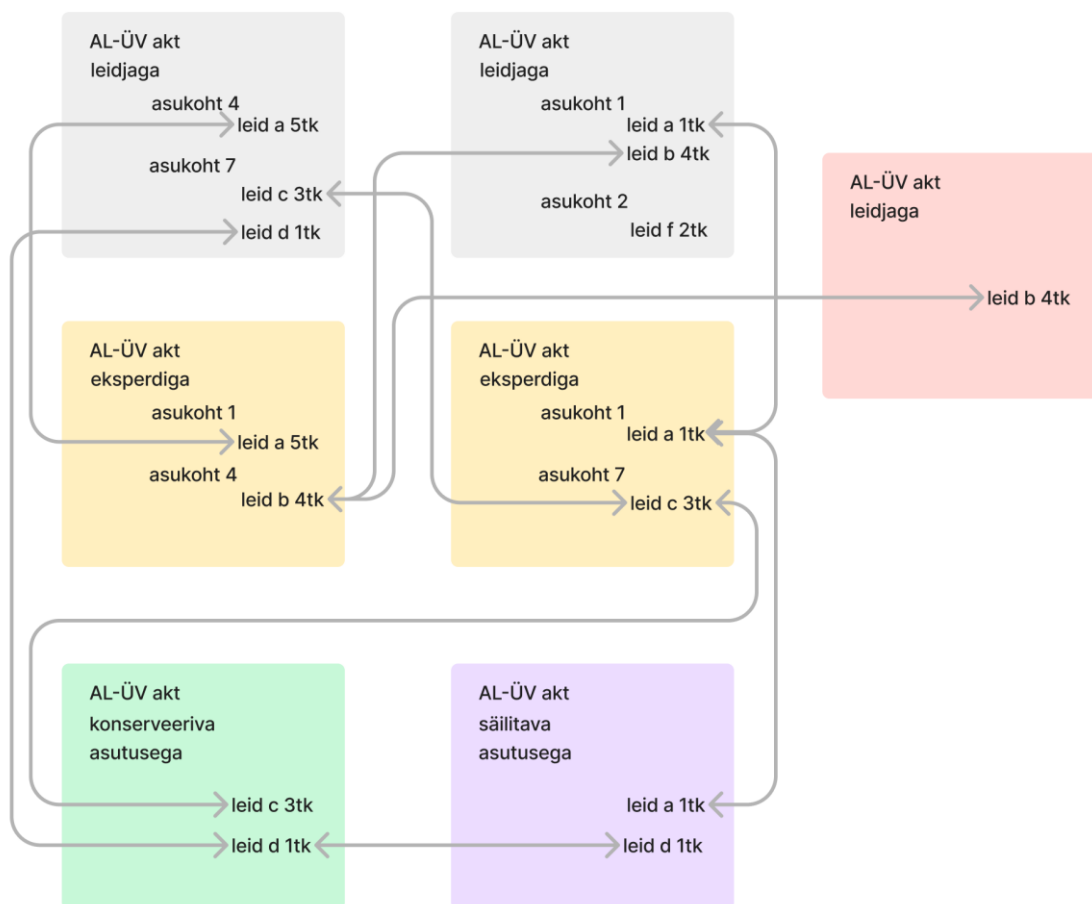 AL-ÜV akt
leidjaga
asukoht 4
leid a 5tk
asukoht 7
leid c 3tk
leid d 1tk
AL-ÜV akt
leidjaga
asukoht 1
leid a 1tk
leid b 4tk
asukoht 2
leid f 2tk
AL-ÜV akt
leidjaga
leid b 4tk
AL-ÜV akt
eksperdiga
asukoht 1
leid a 5tk
asukoht 4
leid b 4tk
AL-ÜV akt
eksperdiga
asukoht 1
leid a 1tk
asukoht 7
leid c 3tk
AL-ÜV akt
konserveeriva
asutusega
leid c 3tk
leid d 1tk
AL-ÜV akt
säilitava
asutusega
leid a 1tk
leid d 1tk